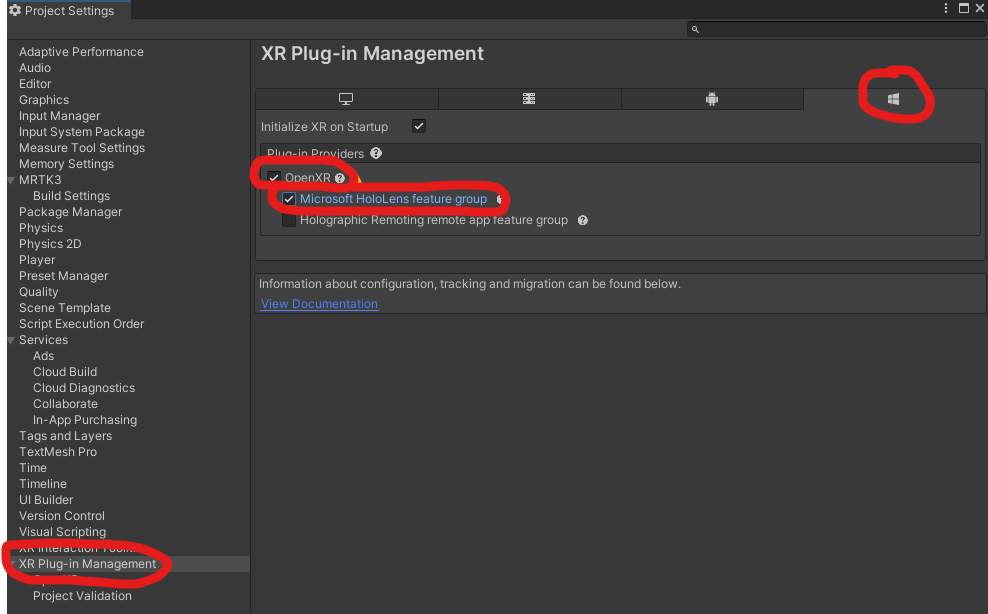 Project Settings
Adaptive Performance
Audio
Editor
Graphics
Input Manager
Input System Package
Measure Tool Settings
Memory Settings
MRTK3
Build Settings
Package Manager
Physics
Physics 2D
Player
Preset Manager
Quality
Scene Template
Script Execution Order
Services
Ads
Cloud Build
Cloud Diagnostics
Collaborate
In-App Purchasing
Tags and Layers
TextMesh Pro
Time
Timeline
UI Builder
Version Control
Visual Scripting
XR Interaction
XR Plug-in Management
Project Validation
XR Plug-in Management
Initialize XR on Startup
Plug-in Providers
OpenXR
Microsoft HoloLens feature group
Holographic Remoting remote app feature group
Information about configuration, tracking and migration can be found below.
View Documentation